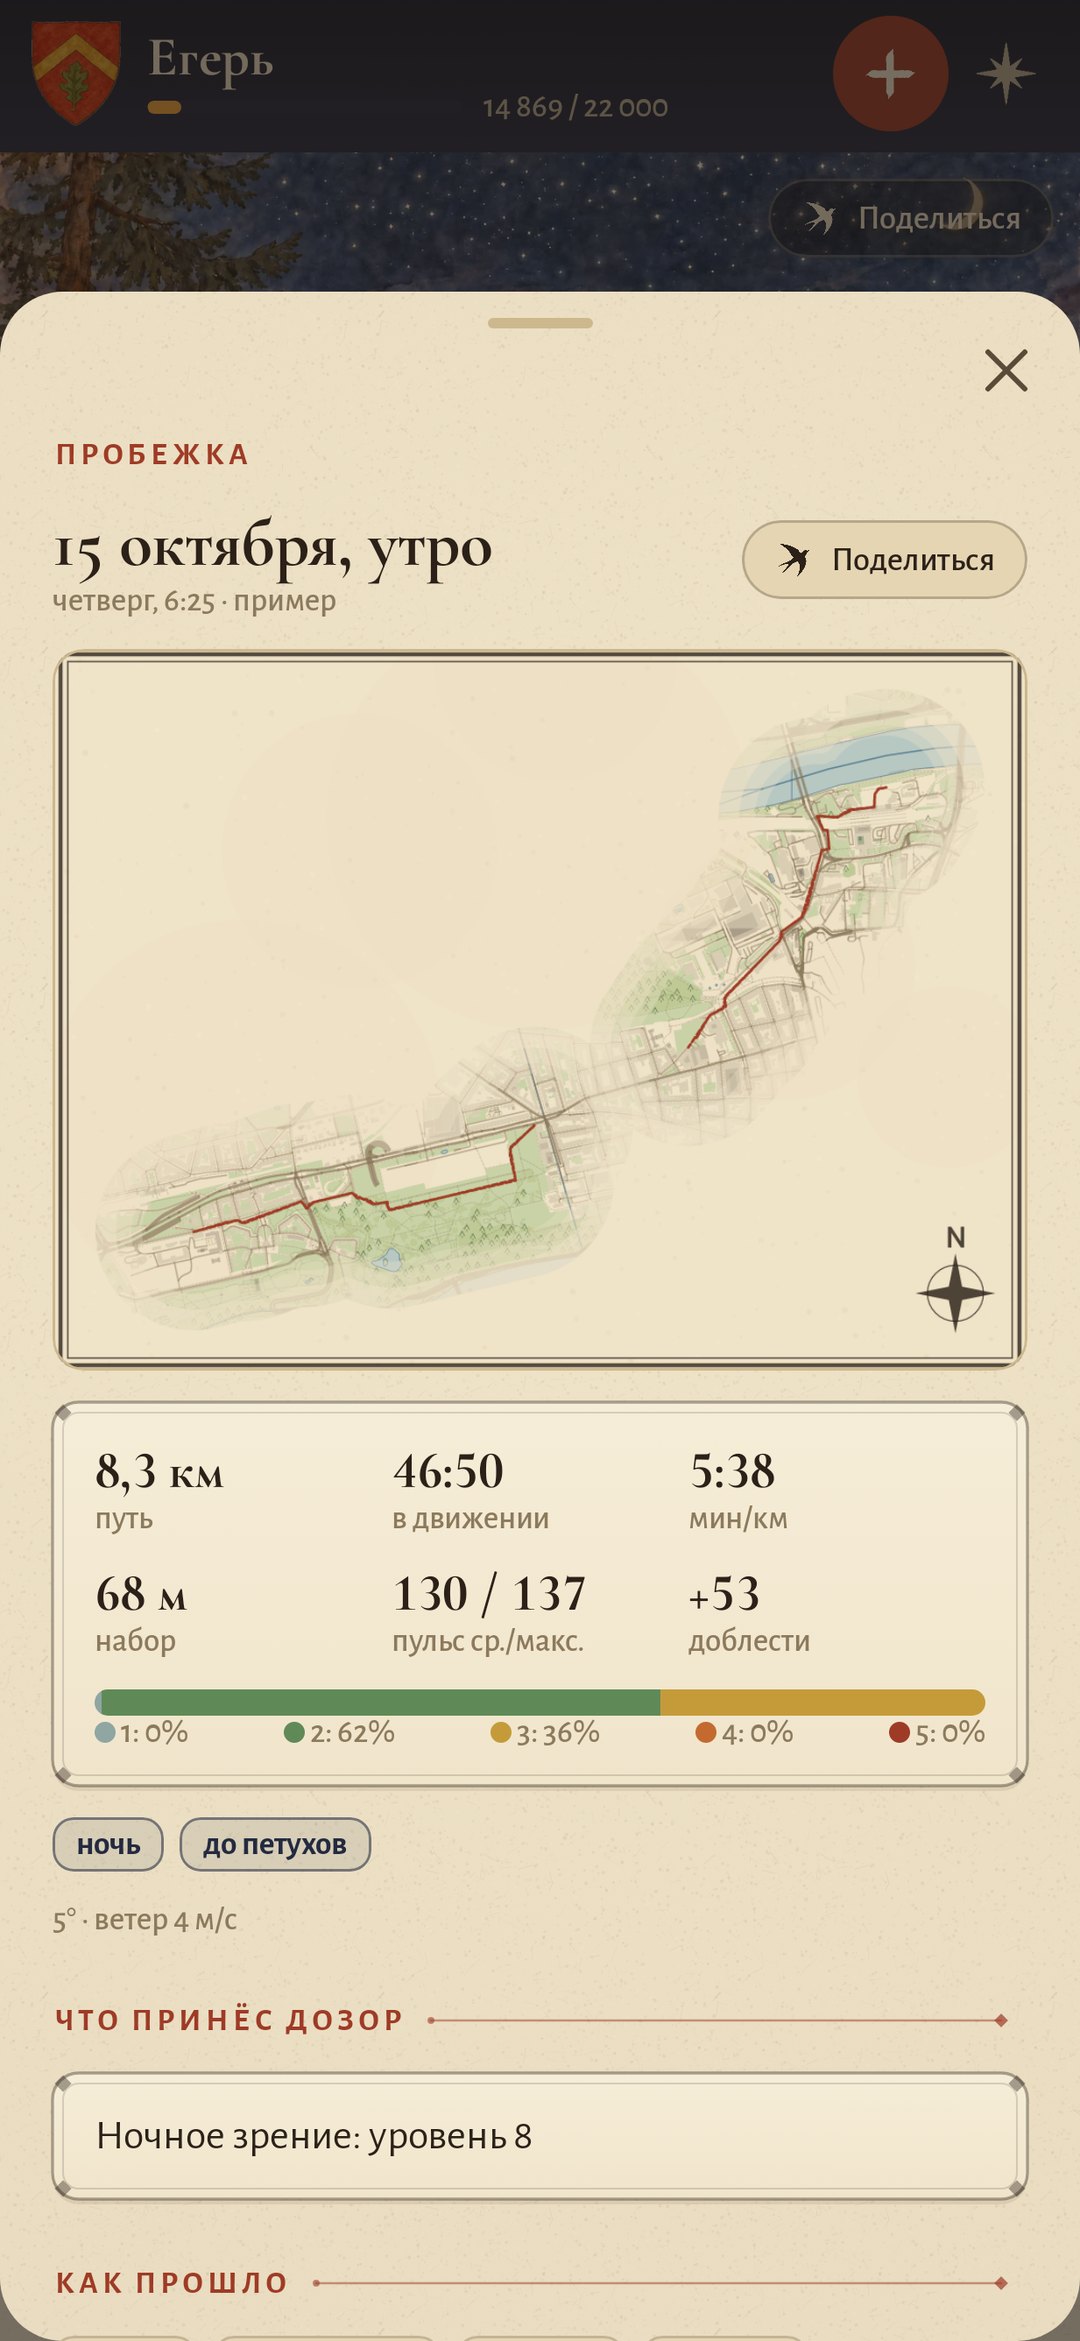 Егерь
14 869 / 22 000
Поделиться
ПРОБЕЖКА
15 октября, утро
четверг, 6:25 · пример
Поделиться
N
8,3 км
46:50
5:38
путь
в движении
мин/км
68 м
130 / 137
+53
набор
пульс ср./макс.
доблести
1: 0%
2: 62%
3: 36%
4: 0%
5: 0%
ночь
до петухов
5° · ветер 4 м/с
ЧТО ПРИНЁС ДОЗОР
Ночное зрение: уровень 8
КАК ПРОШЛО